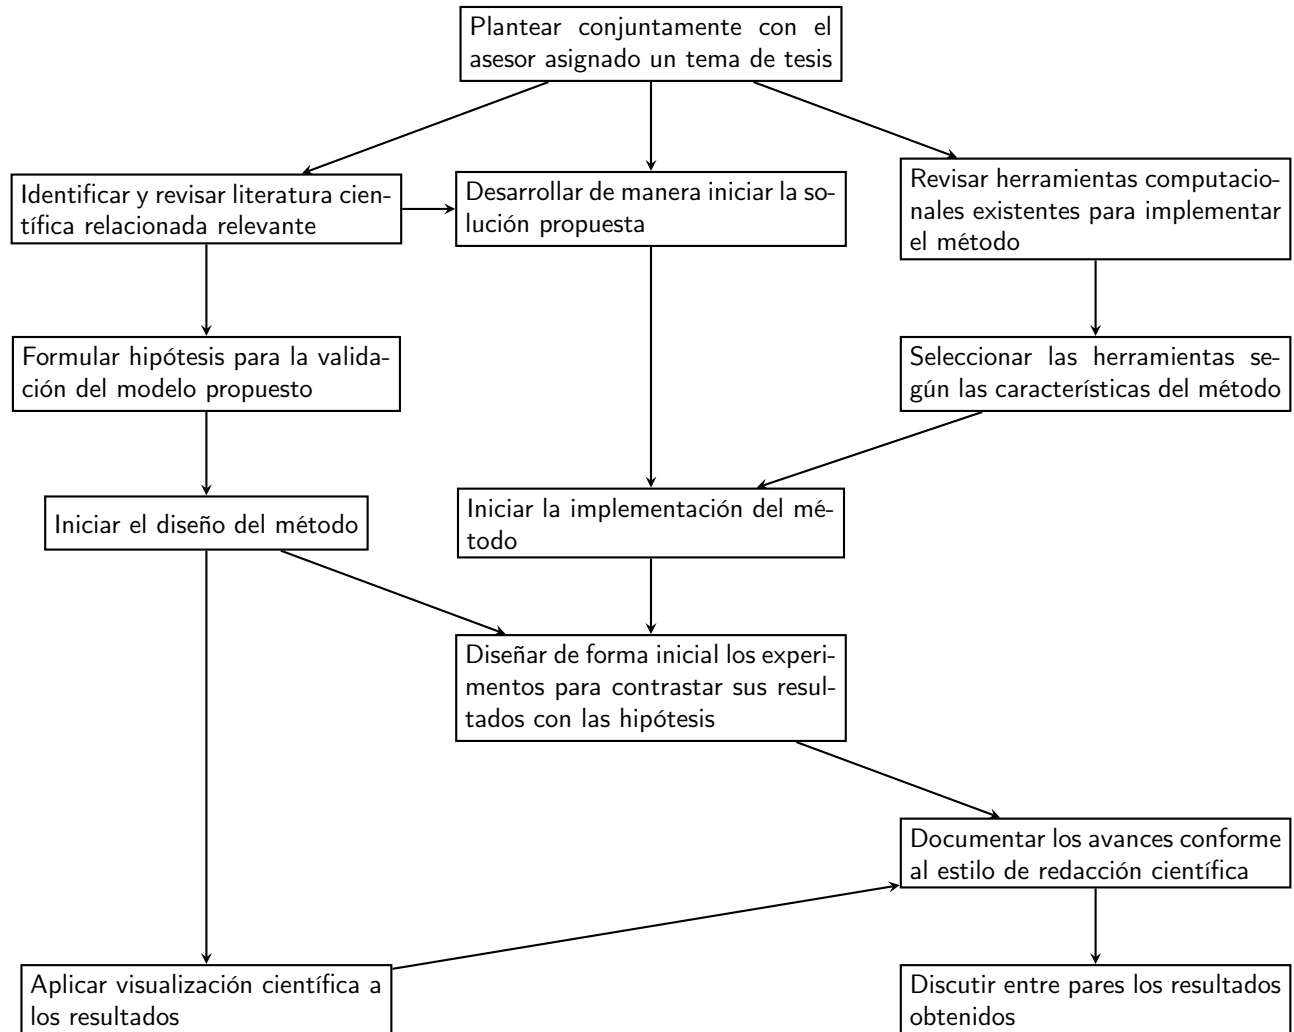 Plantear conjuntamente con el
asesor asignado un tema de tesis
Identificar y revisar literatura cien-
tífica relacionada relevante
Desarrollar de manera iniciar la so-
lución propuesta
Revisar herramientas computacio-
nales existentes para implementar
el método
Formular hipótesis para la valida-
ción del modelo propuesto
Seleccionar las herramientas se-
gún las características del método
Iniciar el diseño del método
Iniciar la implementación del mé-
todo
Diseñar de forma inicial los experi-
mentos para contrastar sus resul-
tados con las hipótesis
Documentar los avances conforme
al estilo de redacción científica
Aplicar visualización científica a
los resultados
Discutir entre pares los resultados
obtenidos